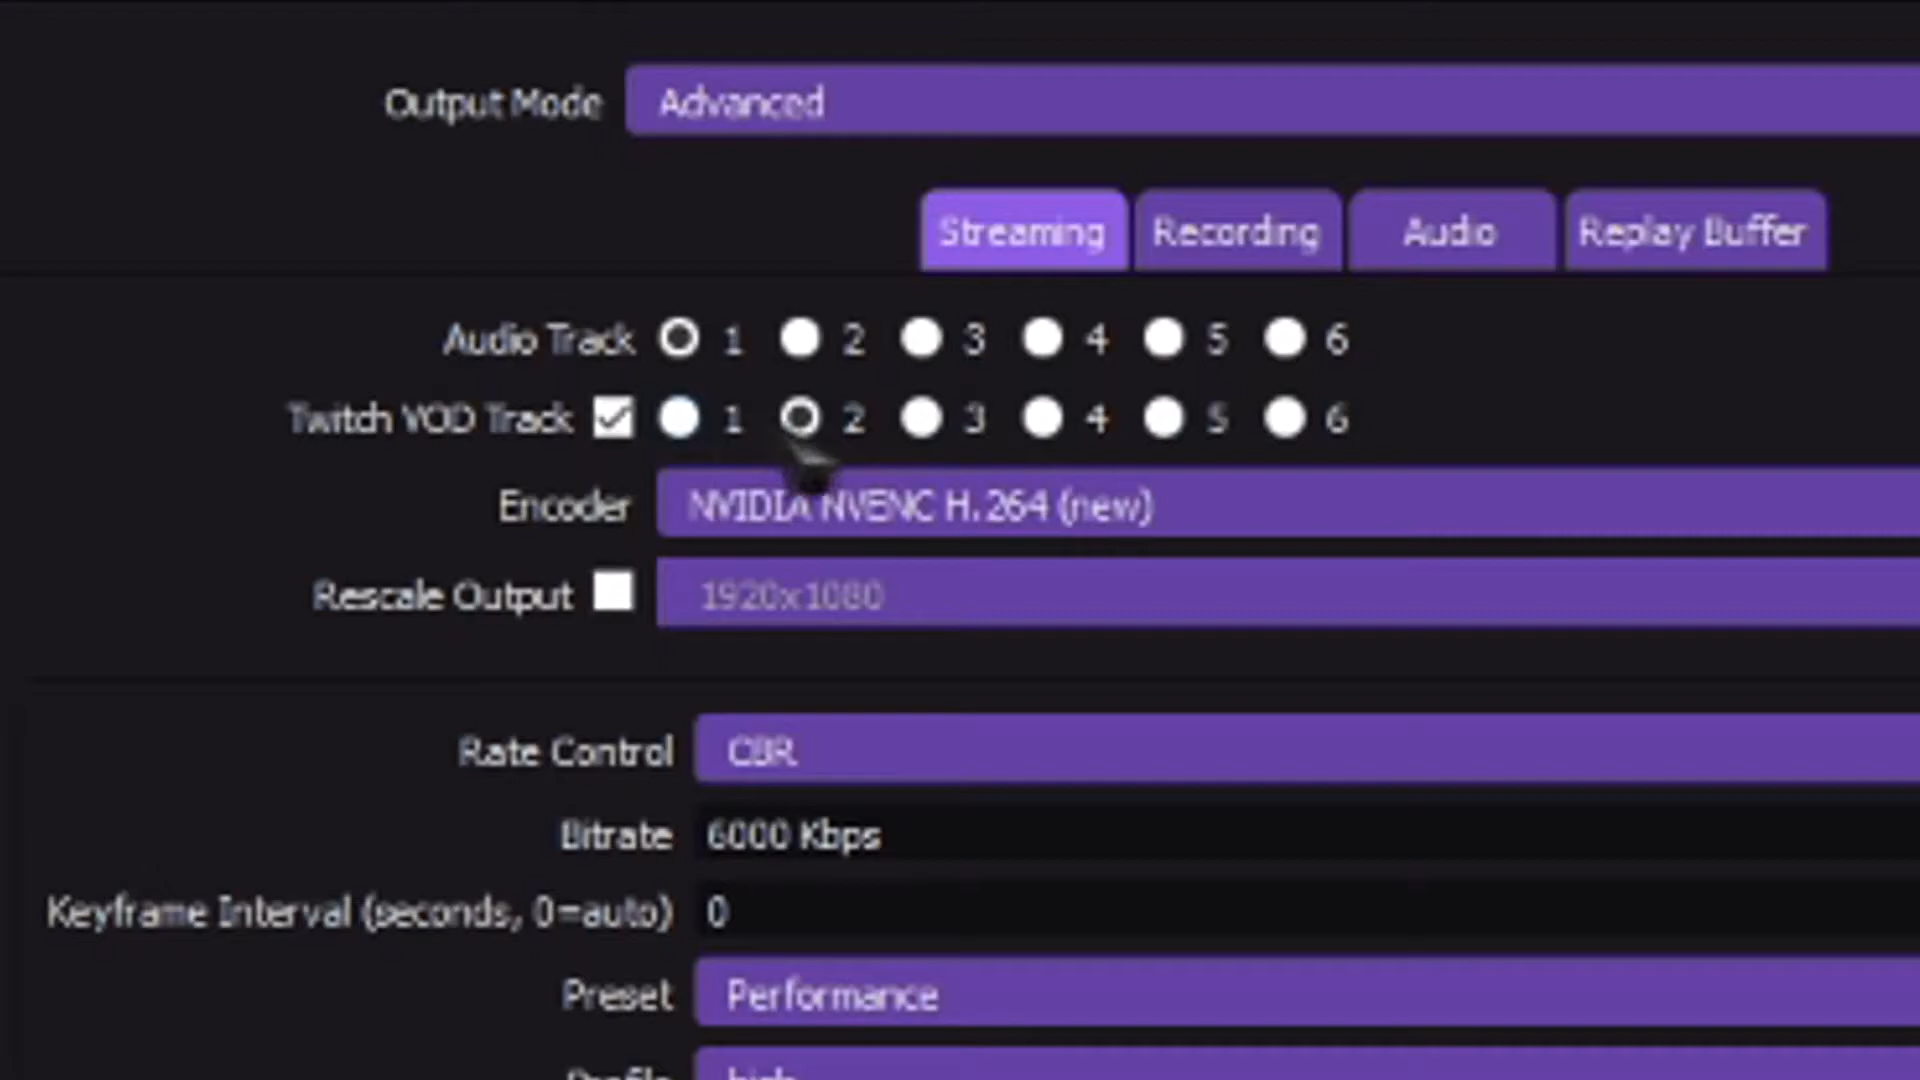 Output Mode Advanced
Streaming Recording Audio Replay Buffer
Audio Track 1 2 3 4 5 6
Twitch VOD Track 1 2 3 4 5 6
Encoder NVIDIA NVENC H.264 (new)
Rescale Output 1920x1080
Rate Control CBR
Bitrate 6000 Kbps
Keyframe Interval (seconds, 0=auto) 0
Preset Performance
Profile high